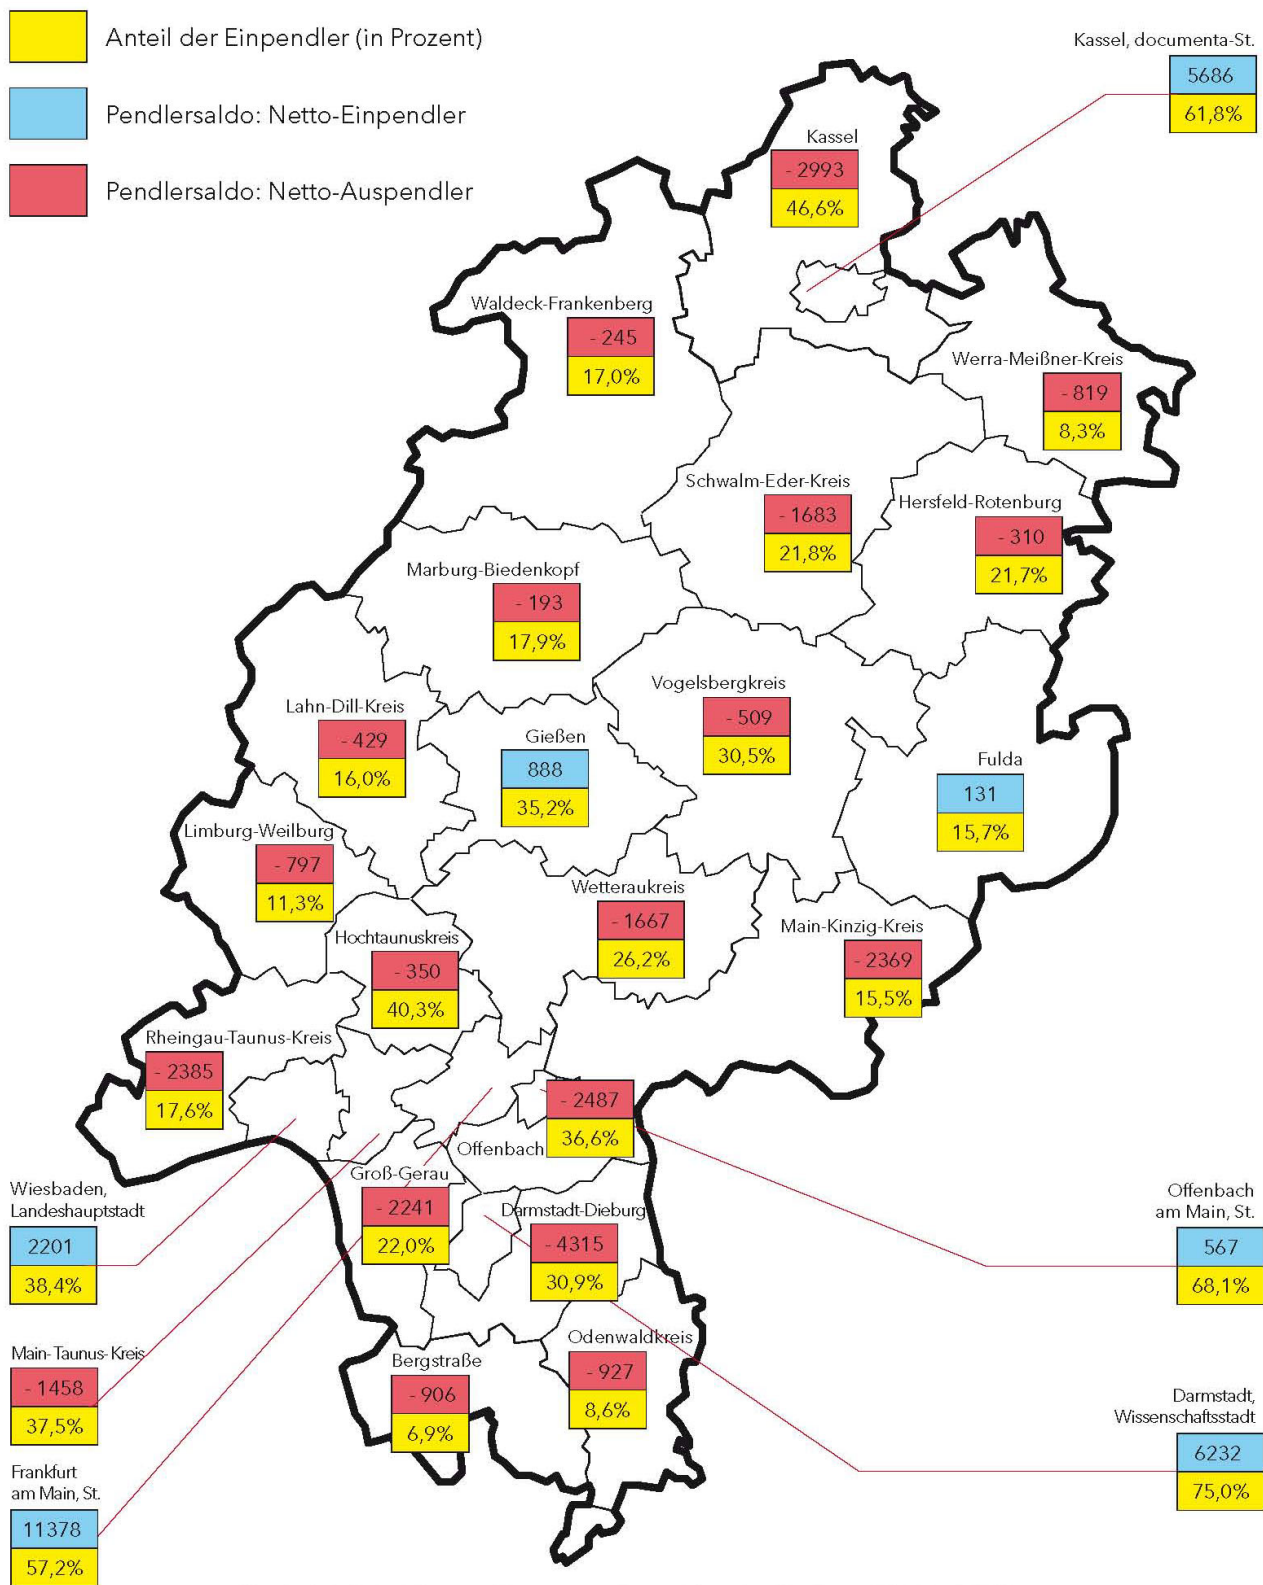 Anteil der Einpendler (in Prozent)
Pendlersaldo: Netto-Einpendler
Pendlersaldo: Netto-Auspendler
Kassel, documenta-St.
5686
61,8%
Kassel
- 2993
46,6%
Waldeck-Frankenberg
- 245
17,0%
Werra-Meißner-Kreis
- 819
8,3%
Schwalm-Eder-Kreis
- 1683
21,8%
Hersfeld-Rotenburg
- 310
21,7%
Marburg-Biedenkopf
- 193
17,9%
Vogelsbergkreis
- 509
30,5%
Lahn-Dill-Kreis
- 429
16,0%
Gießen
888
35,2%
Fulda
131
15,7%
Limburg-Weilburg
- 797
11,3%
Wetteraukreis
- 1667
26,2%
Main-Kinzig-Kreis
- 2369
15,5%
Hochtaunuskreis
- 350
40,3%
Rheingau-Taunus-Kreis
- 2385
17,6%
- 2487
36,6%
Offenbach
Groß-Gerau
- 2241
22,0%
Wiesbaden,
Landeshauptstadt
2201
38,4%
Darmstadt-Dieburg
- 4315
30,9%
Offenbach
am Main, St.
567
68,1%
Main-Taunus-Kreis
- 1458
37,5%
Bergstraße
- 906
6,9%
Odenwaldkreis
- 927
8,6%
Darmstadt,
Wissenschaftsstadt
6232
75,0%
Frankfurt
am Main, St.
11378
57,2%